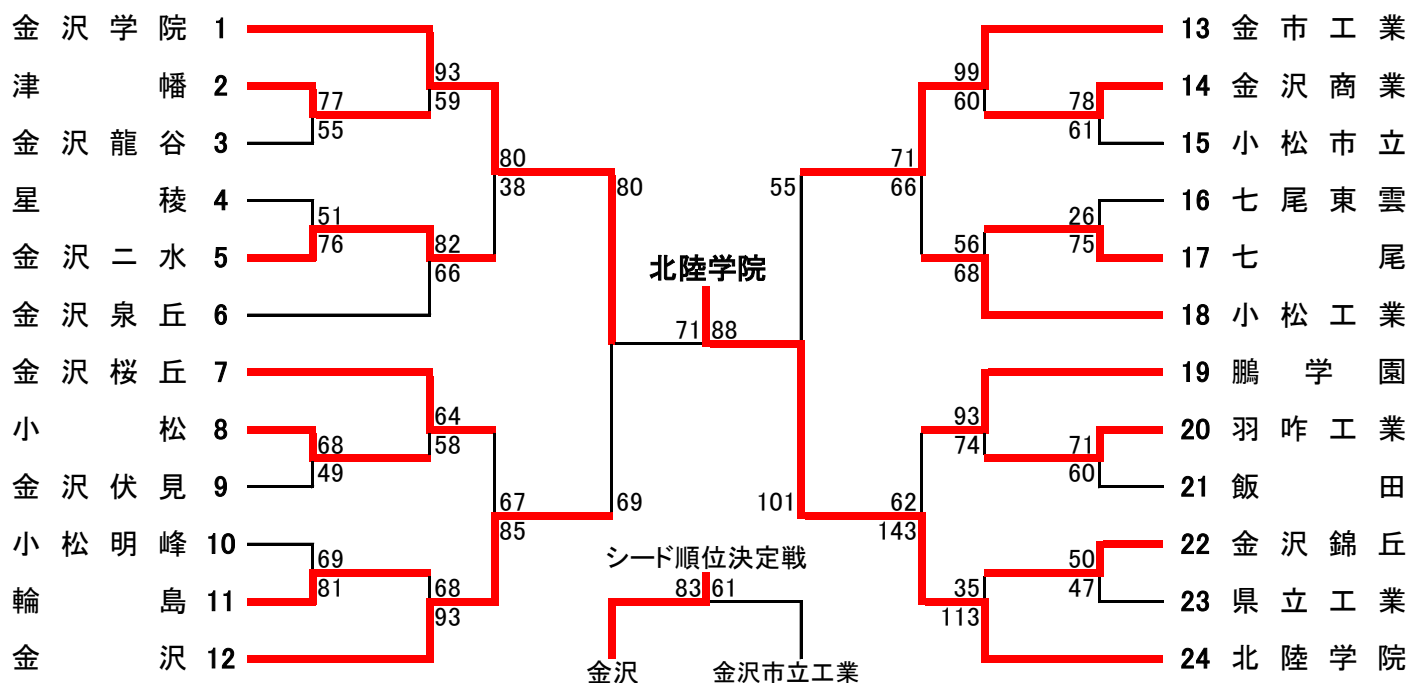 金沢学院 1
津幡 2
金沢龍谷 3
星稜 4
金沢二水 5
金沢泉丘 6
金沢桜丘 7
小松 8
金沢伏見 9
小松明峰 10
輪島 11
金沢 12
77
55
51
76
68
49
69
81
93
59
82
66
64
58
68
93
80
38
67
85
80
69
北陸学院
71 88
シード順位決定戦
83 61
金沢 金沢市立工業
55
101
71
66
62
143
99
60
56
68
93
74
35
113
78
61
26
75
71
60
50
47
13 金市工業
14 金沢商業
15 小松市立
16 七尾東雲
17 七尾
18 小松工業
19 鵬学園
20 羽咋工業
21 飯田
22 金沢錦丘
23 県立工業
24 北陸学院